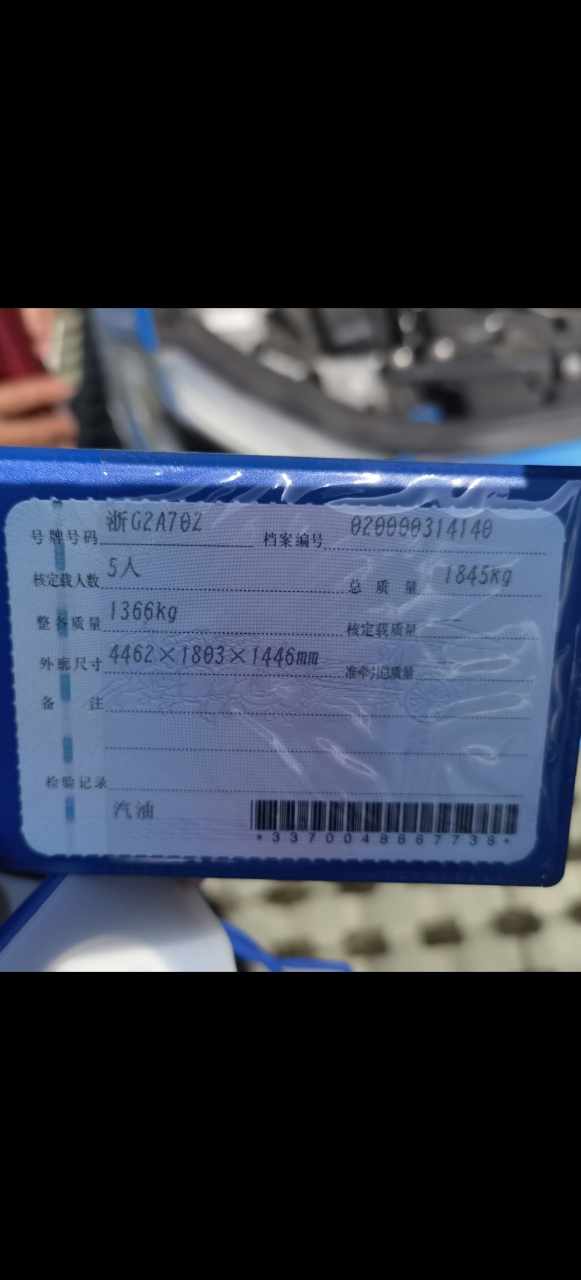 号牌号码 浙G2A702 档案编号 020000314140
核定载人数 5人 总质量 1845kg
整备质量 1366kg 核定载质量 --
外廓尺寸 4462×1803×1446mm 准牵引总质量 --
备注
检验记录
汽油
*3370048667738*